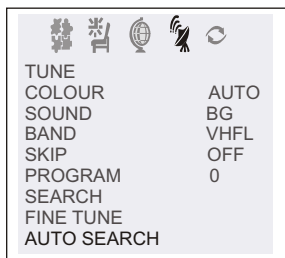 TUNE
COLOUR AUTO
SOUND BG
BAND VHFL
SKIP OFF
PROGRAM 0
SEARCH
FINE TUNE
AUTO SEARCH